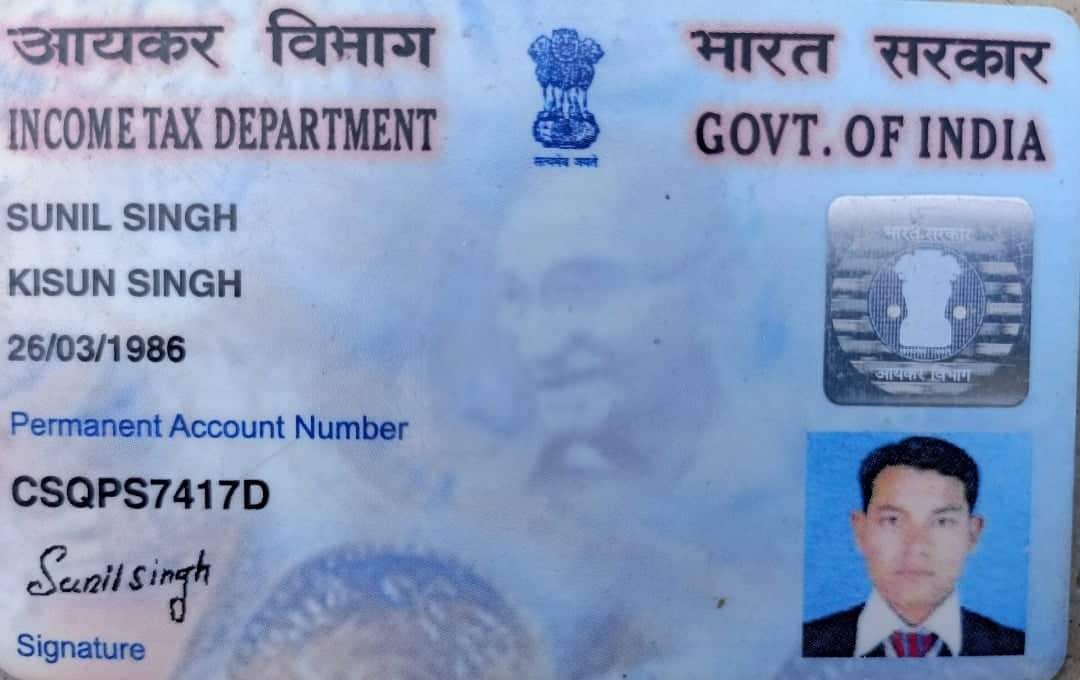 आयकर विभाग
भारत सरकार
INCOME TAX DEPARTMENT
GOVT. OF INDIA
सत्यमेव जयते
SUNIL SINGH
KISUN SINGH
26/03/1986
भारत सरकार
आयकर विभाग
Permanent Account Number
CSQPS7417D
Sunil singh
Signature